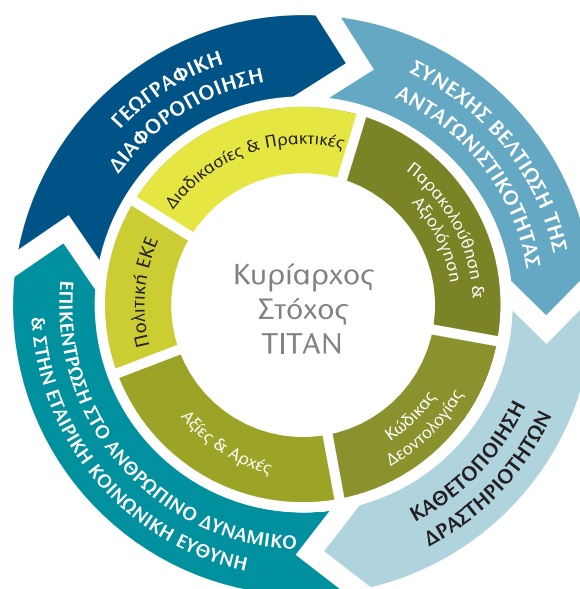 ΓΕΩΓΡΑΦΙΚΗ
ΔΙΑΦΟΡΟΠΟΙΗΣΗ
ΣΥΝΕΧΗΣ ΒΕΛΤΙΩΣΗ ΤΗΣ
ΑΝΤΑΓΩΝΙΣΤΙΚΟΤΗΤΑΣ
ΚΑΘΕΤΟΠΟΙΗΣΗ
ΔΡΑΣΤΗΡΙΟΤΗΤΩΝ
ΕΠΙΚΕΝΤΡΩΣΗ ΣΤΟ ΑΝΘΡΩΠΙΝΟ ΔΥΝΑΜΙΚΟ
& ΣΤΗΝ ΕΤΑΙΡΙΚΗ ΚΟΙΝΩΝΙΚΗ ΕΥΘΥΝΗ
Διαδικασίες & Πρακτικές
Παρακολούθηση &
Αξιολόγηση
Κώδικας
Δεοντολογίας
Αξίες & Αρχές
Πολιτική ΕΚΕ
Κυρίαρχος
Στόχος
ΤΙΤΑΝ